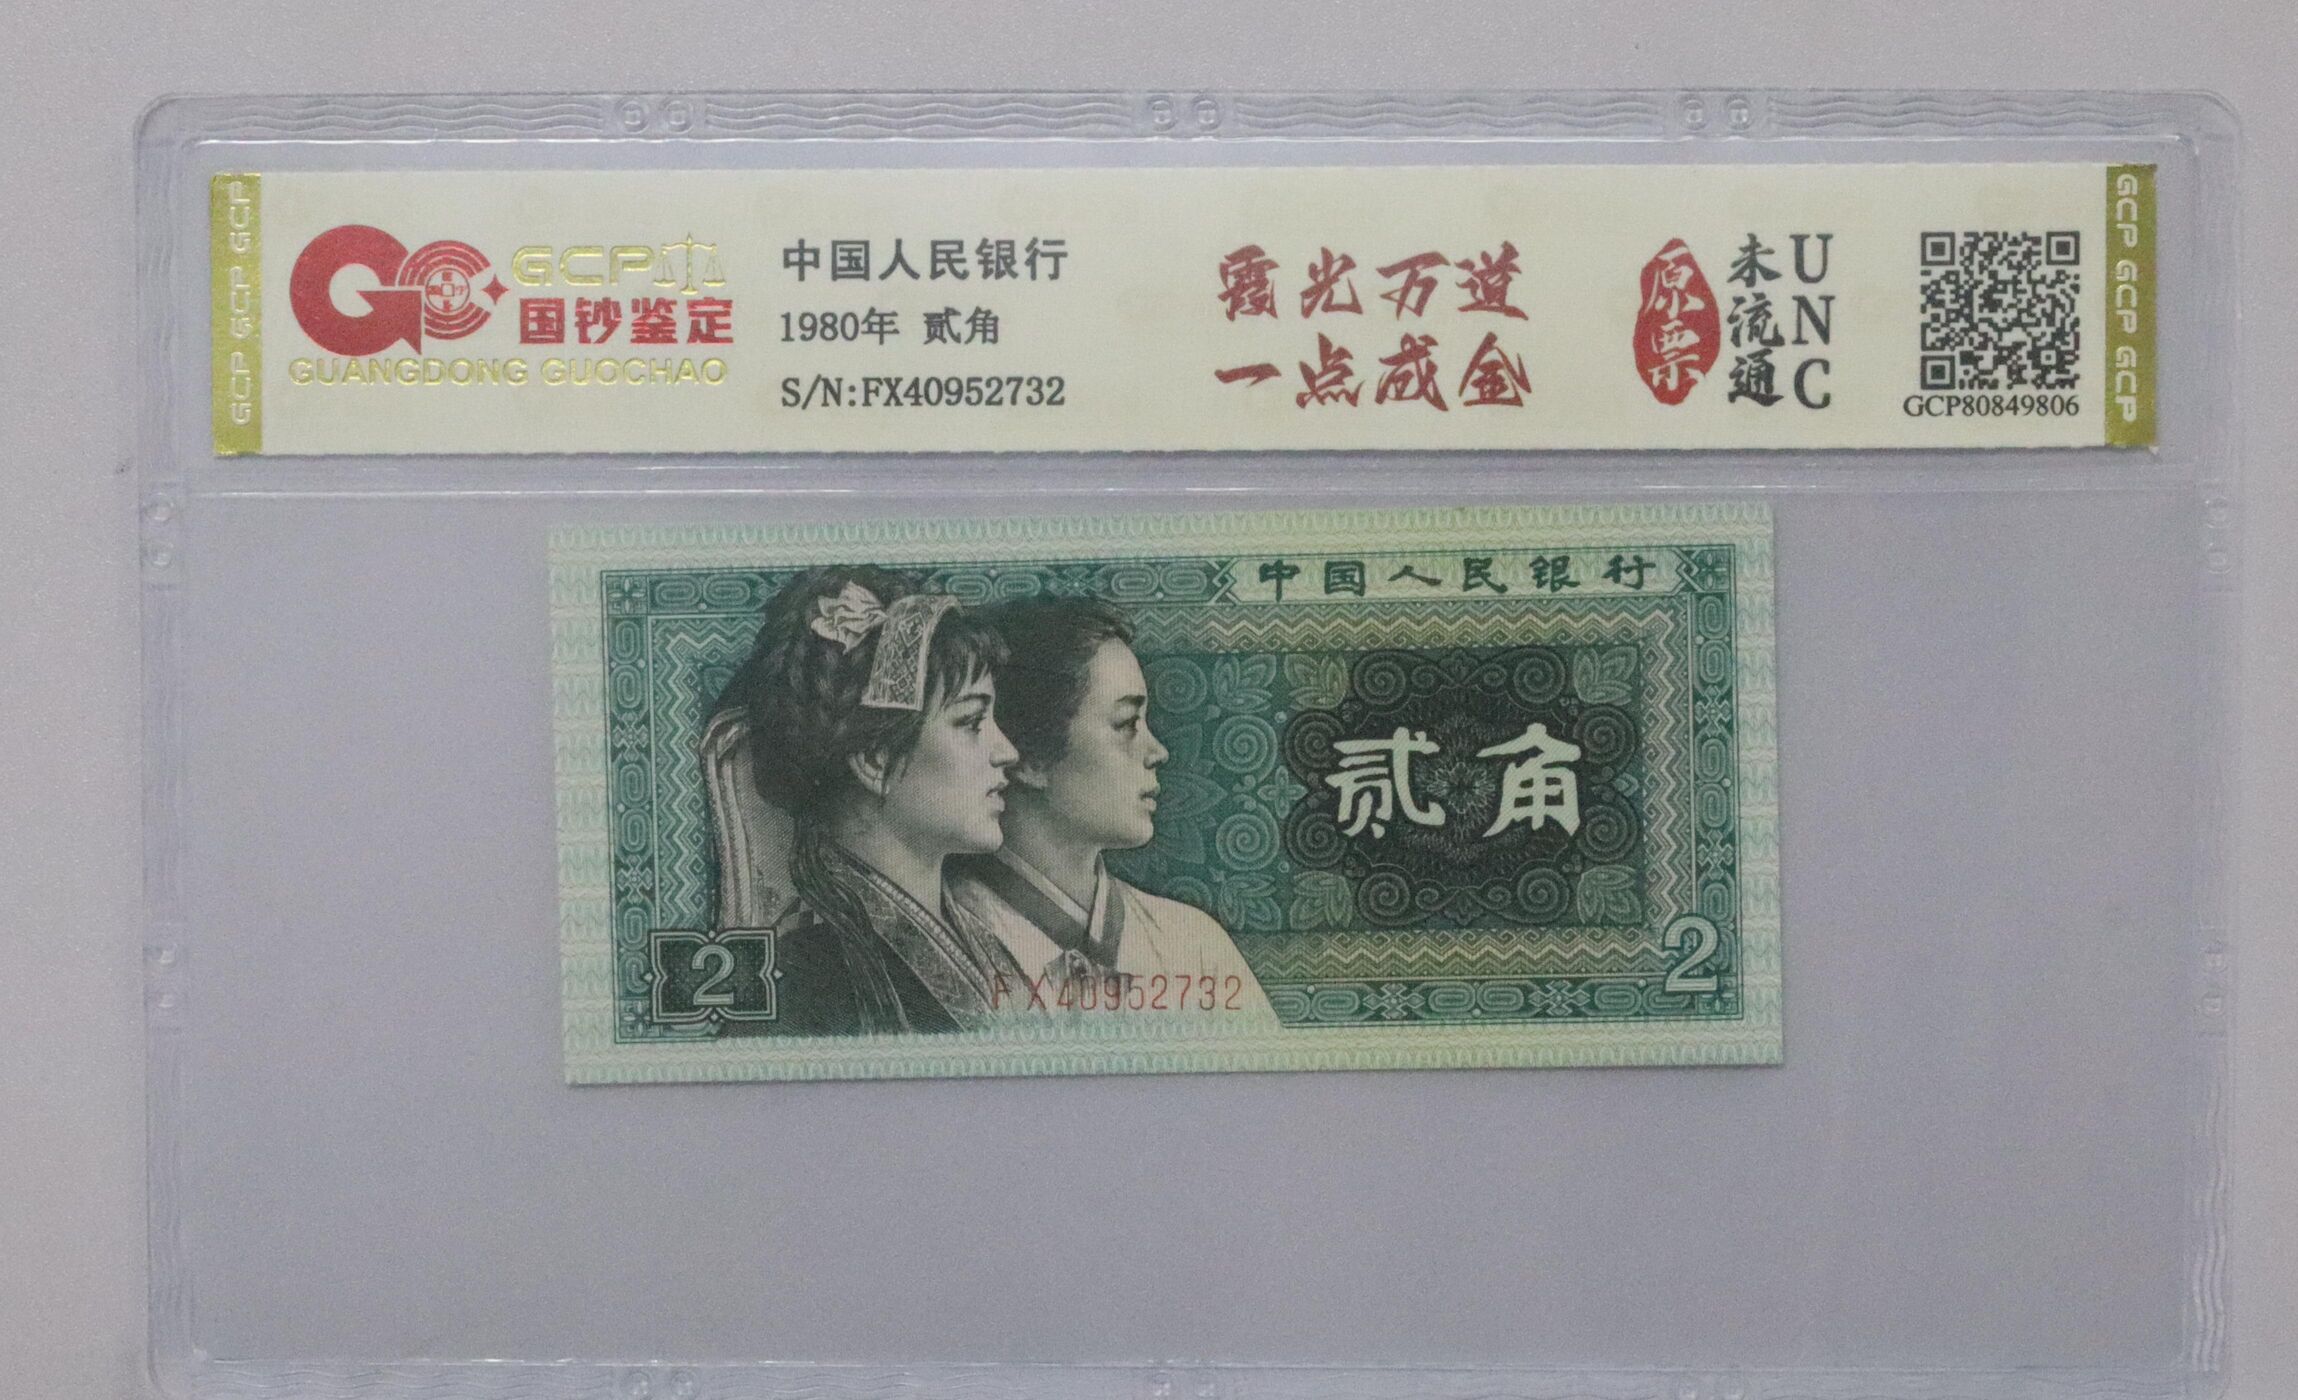 GCP GCP GCP
GCP
国钞鉴定
GUANGDONG GUOCHAO
中国人民银行
1980年 贰角
S/N:FX40952732
霞光万道
一点成金
原票
未流通
UNC
GCP80849806
GCP GCP GCP
中国人民银行
贰角
2
2
FX40952732